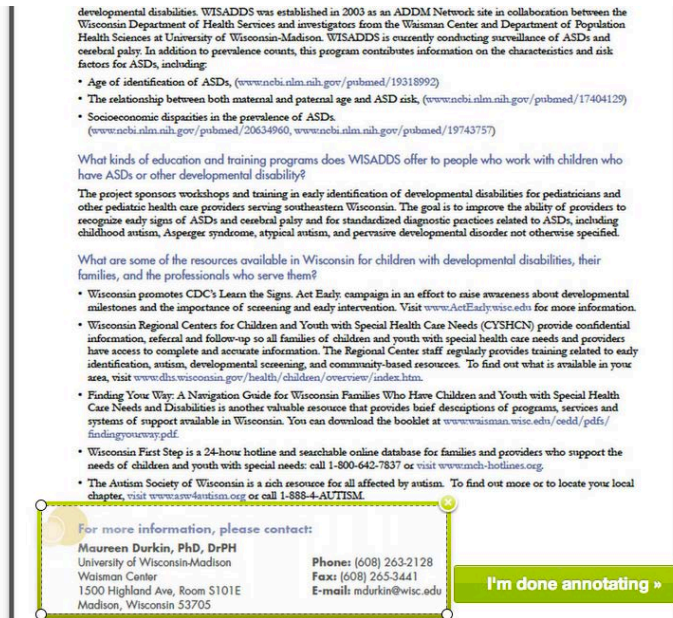 developmental disabilities. WISADDS was established in 2003 as an ADDM Network site in collaboration between the
Wisconsin Department of Health Services and investigators from the Waisman Center and Department of Population
Health Sciences at University of Wisconsin-Madison. WISADDS is currently conducting surveillance of ASDs and
cerebral palsy. In addition to prevalence counts, this program contributes information on the characteristics and risk
factors for ASDs, including:
• Age of identification of ASDs, (www.ncbi.nlm.nih.gov/pubmed/19318992)
• The relationship between both maternal and paternal age and ASD risk, (www.ncbi.nlm.nih.gov/pubmed/17404129)
• Socioeconomic disparities in the prevalence of ASDs.
(www.ncbi.nlm.nih.gov/pubmed/20634960, www.ncbi.nlm.nih.gov/pubmed/19743757)
What kinds of education and training programs does WISADDS offer to people who work with children who
have ASDs or other developmental disability?
The project sponsors workshops and training in early identification of developmental disabilities for pediatricians and
other pediatric health care providers serving southeastern Wisconsin. The goal is to improve the ability of providers to
recognize early signs of ASDs and cerebral palsy and for standardized diagnostic practices related to ASDs, including
childhood autism, Asperger syndrome, atypical autism, and pervasive developmental disorder not otherwise specified.
What are some of the resources available in Wisconsin for children with developmental disabilities, their
families, and the professionals who serve them?
• Wisconsin promotes CDC's Learn the Signs. Act Early. campaign in an effort to raise awareness about developmental
milestones and the importance of screening and early intervention. Visit www.ActEarly.wisc.edu for more information.
• Wisconsin Regional Centers for Children and Youth with Special Health Care Needs (CYSHCN) provide confidential
information, referral and follow-up so all families of children and youth with special health care needs and providers
have access to complete and accurate information. The Regional Center staff regularly provides training related to early
identification, autism, developmental screening, and community-based resources. To find out what is available in your
area, visit www.dhs.wisconsin.gov/health/children/overview/index.htm.
• Finding Your Way: A Navigation Guide for Wisconsin Families Who Have Children and Youth with Special Health
Care Needs and Disabilities is another valuable resource that provides brief descriptions of programs, services and
systems of support available in Wisconsin. You can download the booklet at www.waisman.wisc.edu/cedd/pdfs/
findingyourway.pdf.
• Wisconsin First Step is a 24-hour hotline and searchable online database for families and providers who support the
needs of children and youth with special needs: call 1-800-642-7837 or visit www.mch-hotlines.org.
• The Autism Society of Wisconsin is a rich resource for all affected by autism. To find out more or to locate your local
chapter, visit www.asw4autism.org or call 1-888-4-AUTISM.
For more information, please contact:
Maureen Durkin, PhD, DrPH
University of Wisconsin-Madison
Waisman Center
1500 Highland Ave, Room S101E
Madison, Wisconsin 53705
Phone: (608) 263-2128
Fax: (608) 265-3441
E-mail: mdurkin@wisc.edu
I'm done annotating »